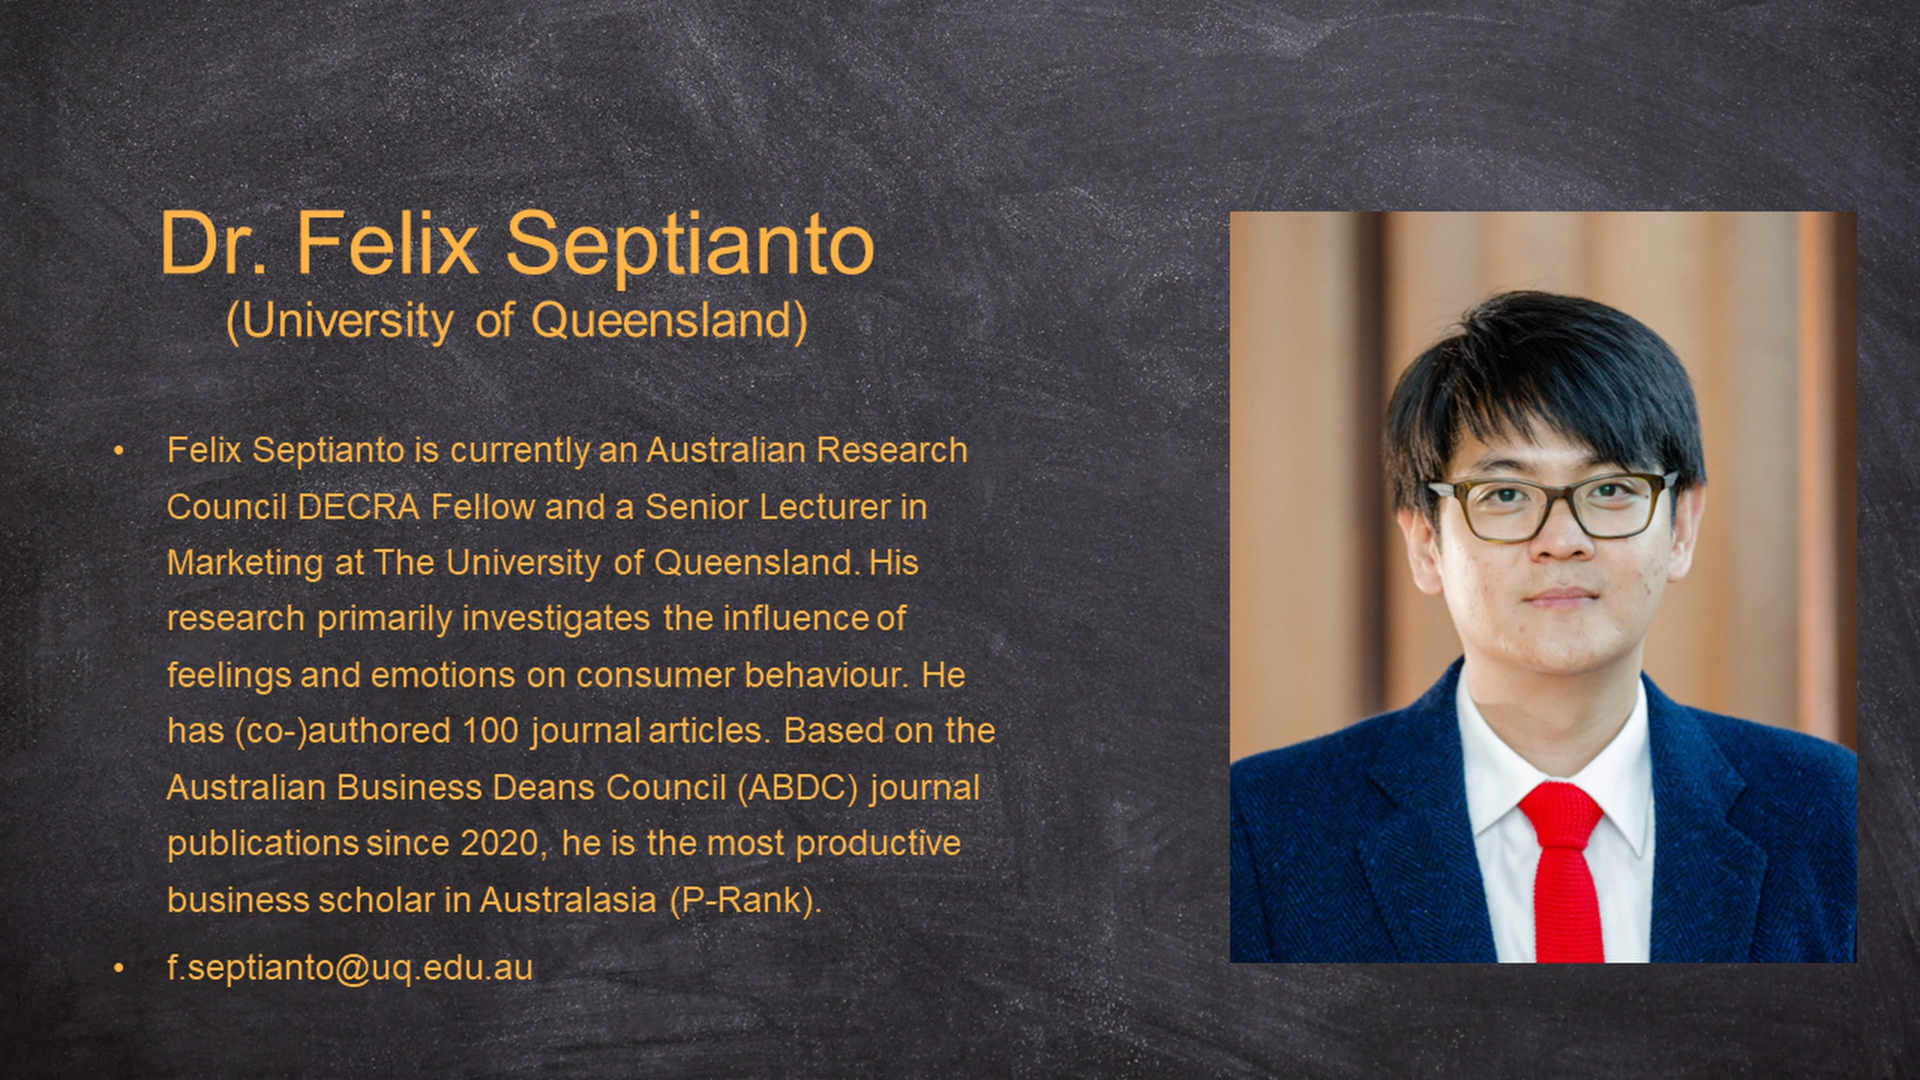 Dr. Felix Septianto
(University of Queensland)
• Felix Septianto is currently an Australian Research
Council DECRA Fellow and a Senior Lecturer in
Marketing at The University of Queensland. His
research primarily investigates the influence of
feelings and emotions on consumer behaviour. He
has (co-)authored 100 journal articles. Based on the
Australian Business Deans Council (ABDC) journal
publications since 2020, he is the most productive
business scholar in Australasia (P-Rank).
• f.septianto@uq.edu.au